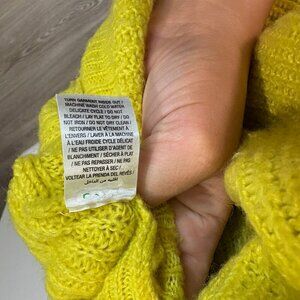 TURN GARMENT INSIDE OUT /
MACHINE WASH COLD WATER
DELICATE CYCLE / DO NOT
BLEACH / LAY FLAT TO DRY / DO
NOT IRON / DO NOT DRY CLEAN /
RETOURNER LE VÊTEMENT À
L'ENVERS / LAVER À LA MACHINE
À L'EAU FROIDE CYCLE DÉLICAT
/ NE PAS UTILISER D'AGENT DE
BLANCHIMENT / SÉCHER À PLAT
/ NE PAS REPASSER / NE PAS
NETTOYER À SEC /
VOLTEAR LA PRENDA DEL REVÉS /